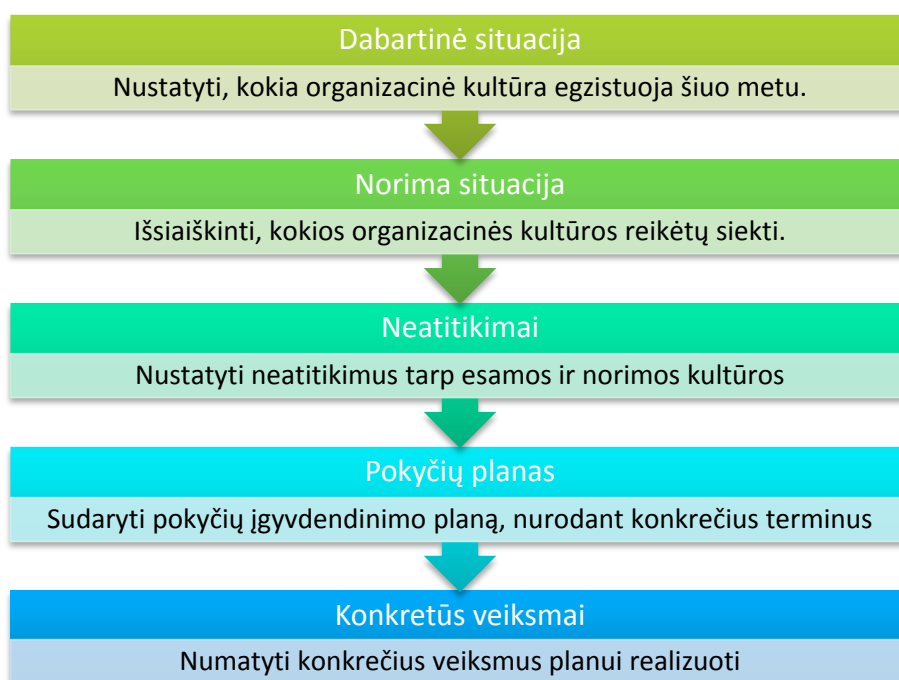 Dabartinė situacija
Nustatyti, kokia organizacinė kultūra egzistuoja šiuo metu.
Norima situacija
Išsiaiškinti, kokios organizacinės kultūros reikėtų siekti.
Neatitikimai
Nustatyti neatitikimus tarp esamos ir norimos kultūros
Pokyčių planas
Sudaryti pokyčių įgyvdendinimo planą, nurodant konkrečius terminus
Konkretūs veiksmai
Numatyti konkrečius veiksmus planui realizuoti